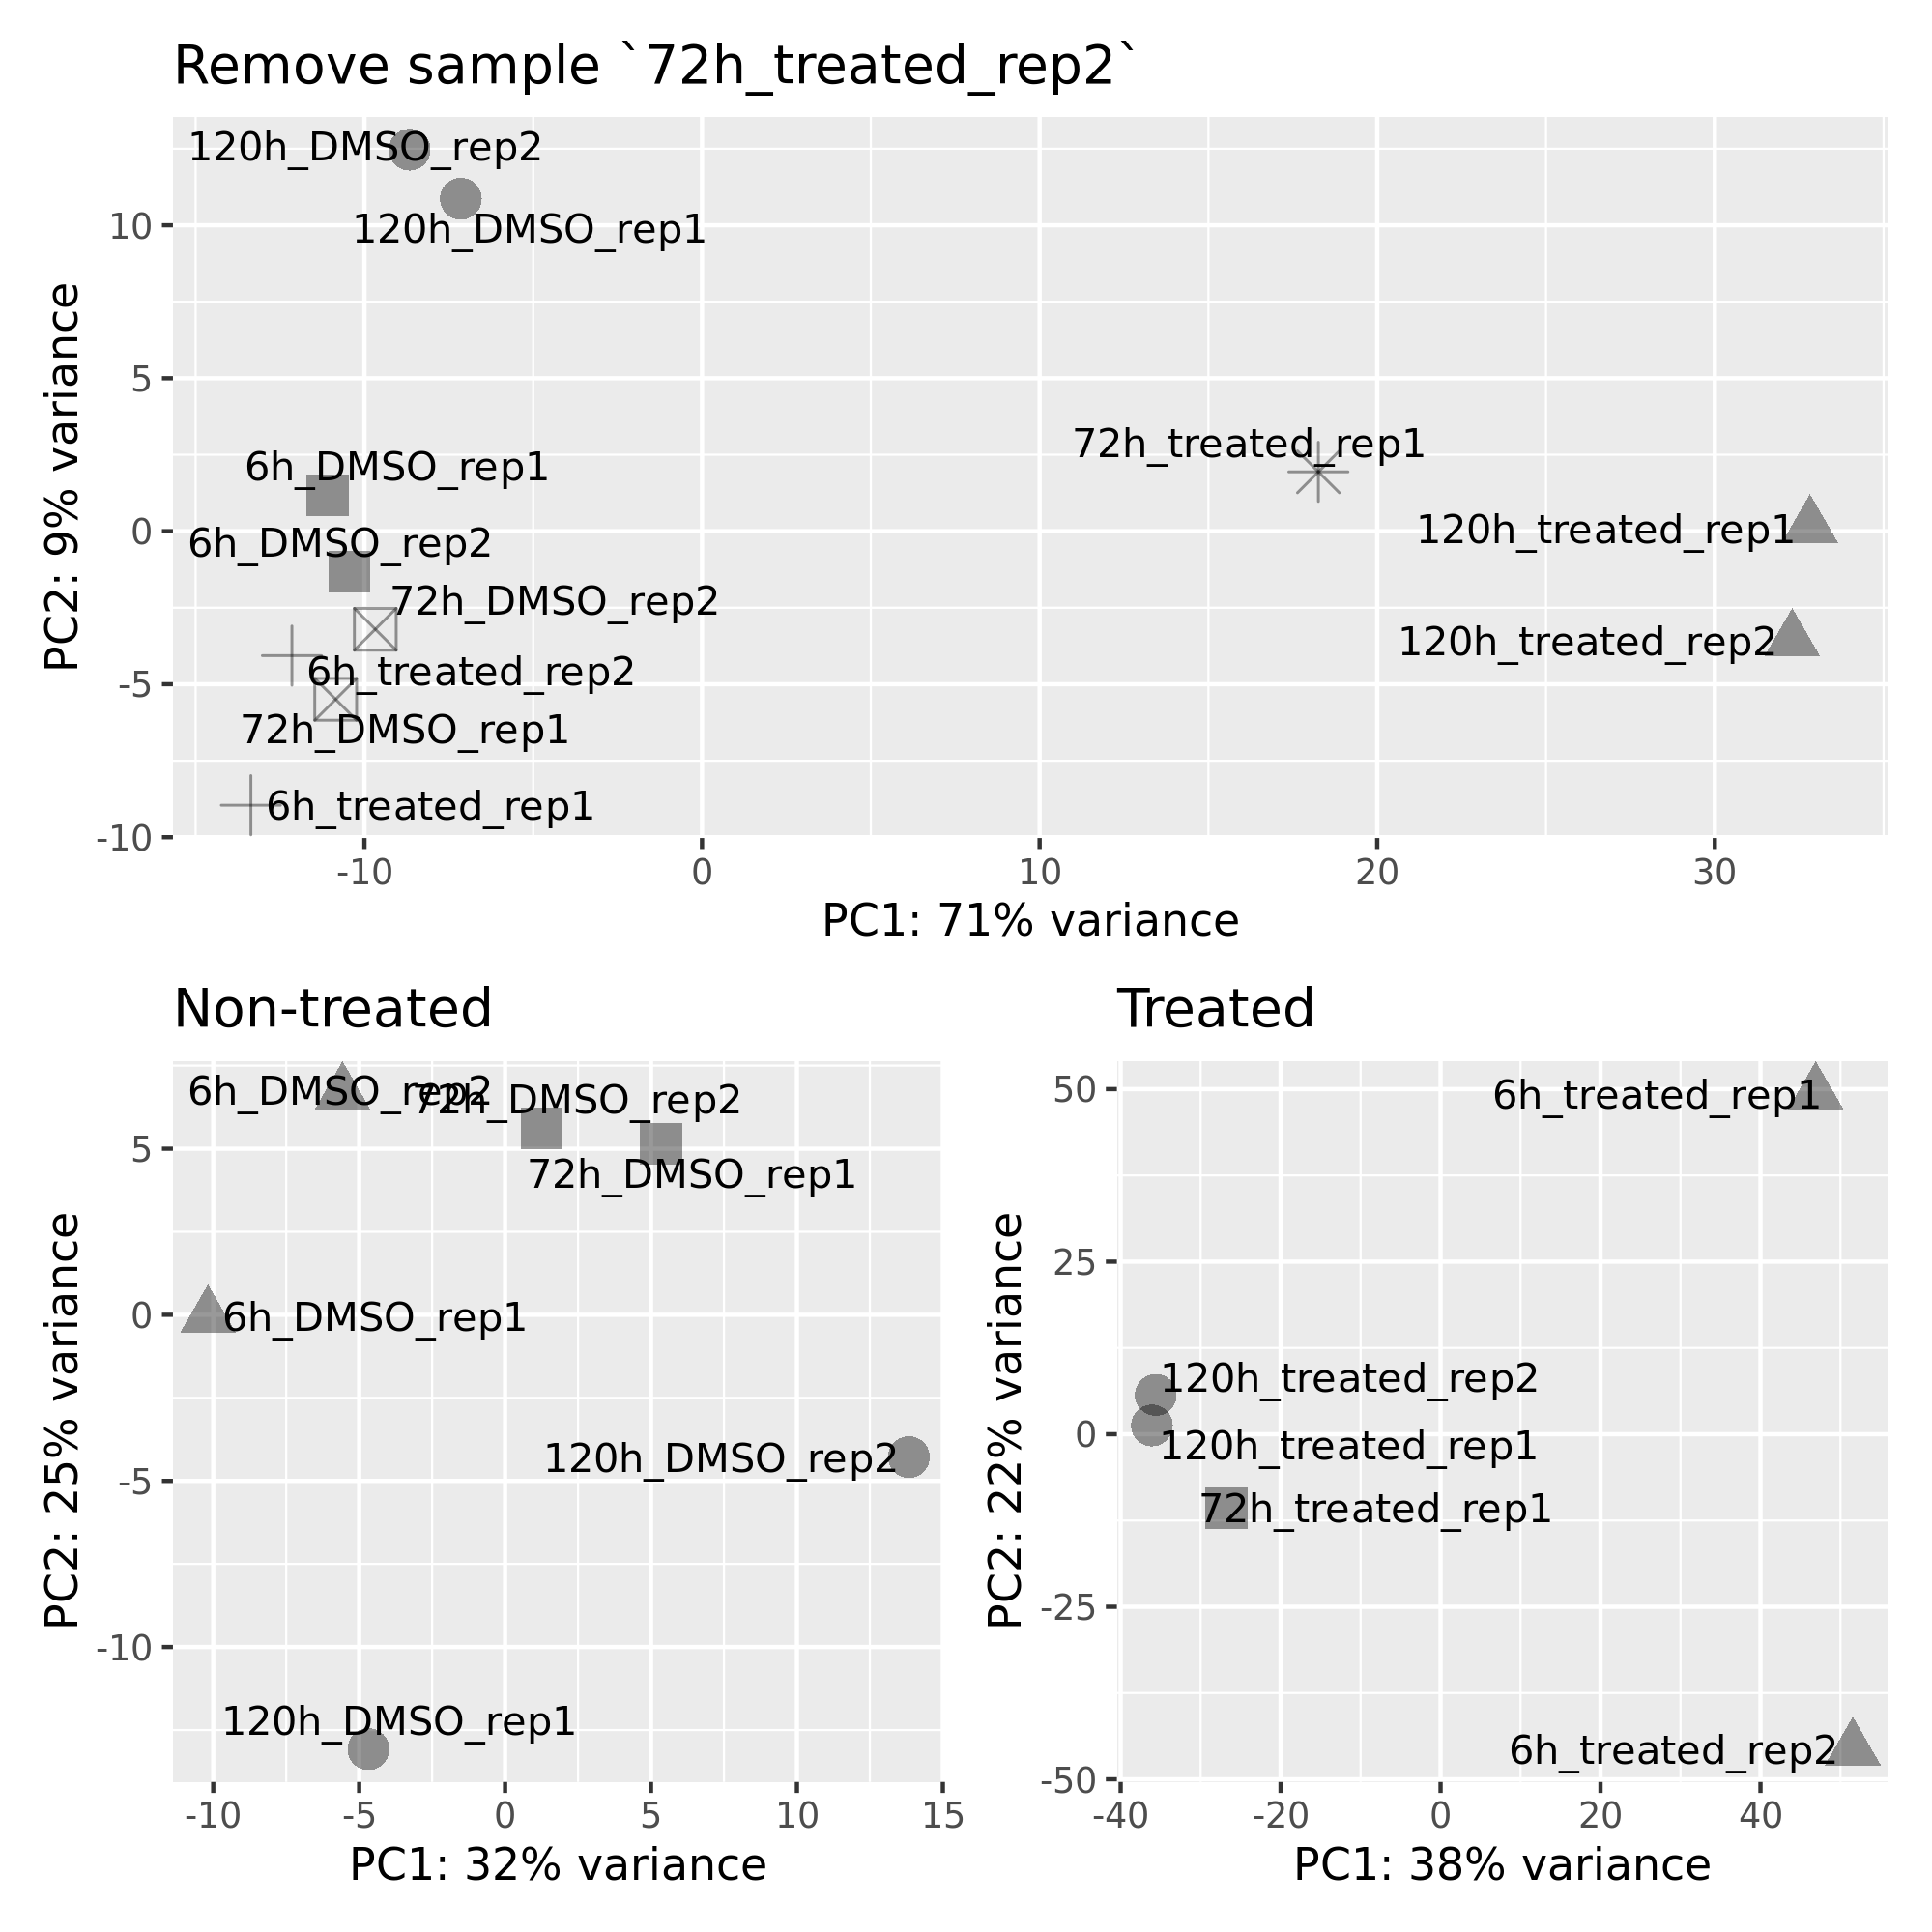 Remove sample `72h_treated_rep2`
120h_DMSO_rep2
120h_DMSO_rep1
10
5
72h_treated_rep1
6h_DMSO_rep1
0
120h_treated_rep1
6h_DMSO_rep2
72h_DMSO_rep2
120h_treated_rep2
6h_treated_rep2
-5
72h_DMSO_rep1
6h_treated_rep1
-10
PC2: 9% variance
-10 0 10 20 30
PC1: 71% variance
Non-treated
6h_DMSO_rep2
72h_DMSO_rep2
5
72h_DMSO_rep1
0
6h_DMSO_rep1
120h_DMSO_rep2
-5
-10
120h_DMSO_rep1
PC2: 25% variance
-10 -5 0 5 10 15
PC1: 32% variance
Treated
50
6h_treated_rep1
25
120h_treated_rep2
0
120h_treated_rep1
72h_treated_rep1
-25
6h_treated_rep2
-50
PC2: 22% variance
-40 -20 0 20 40
PC1: 38% variance